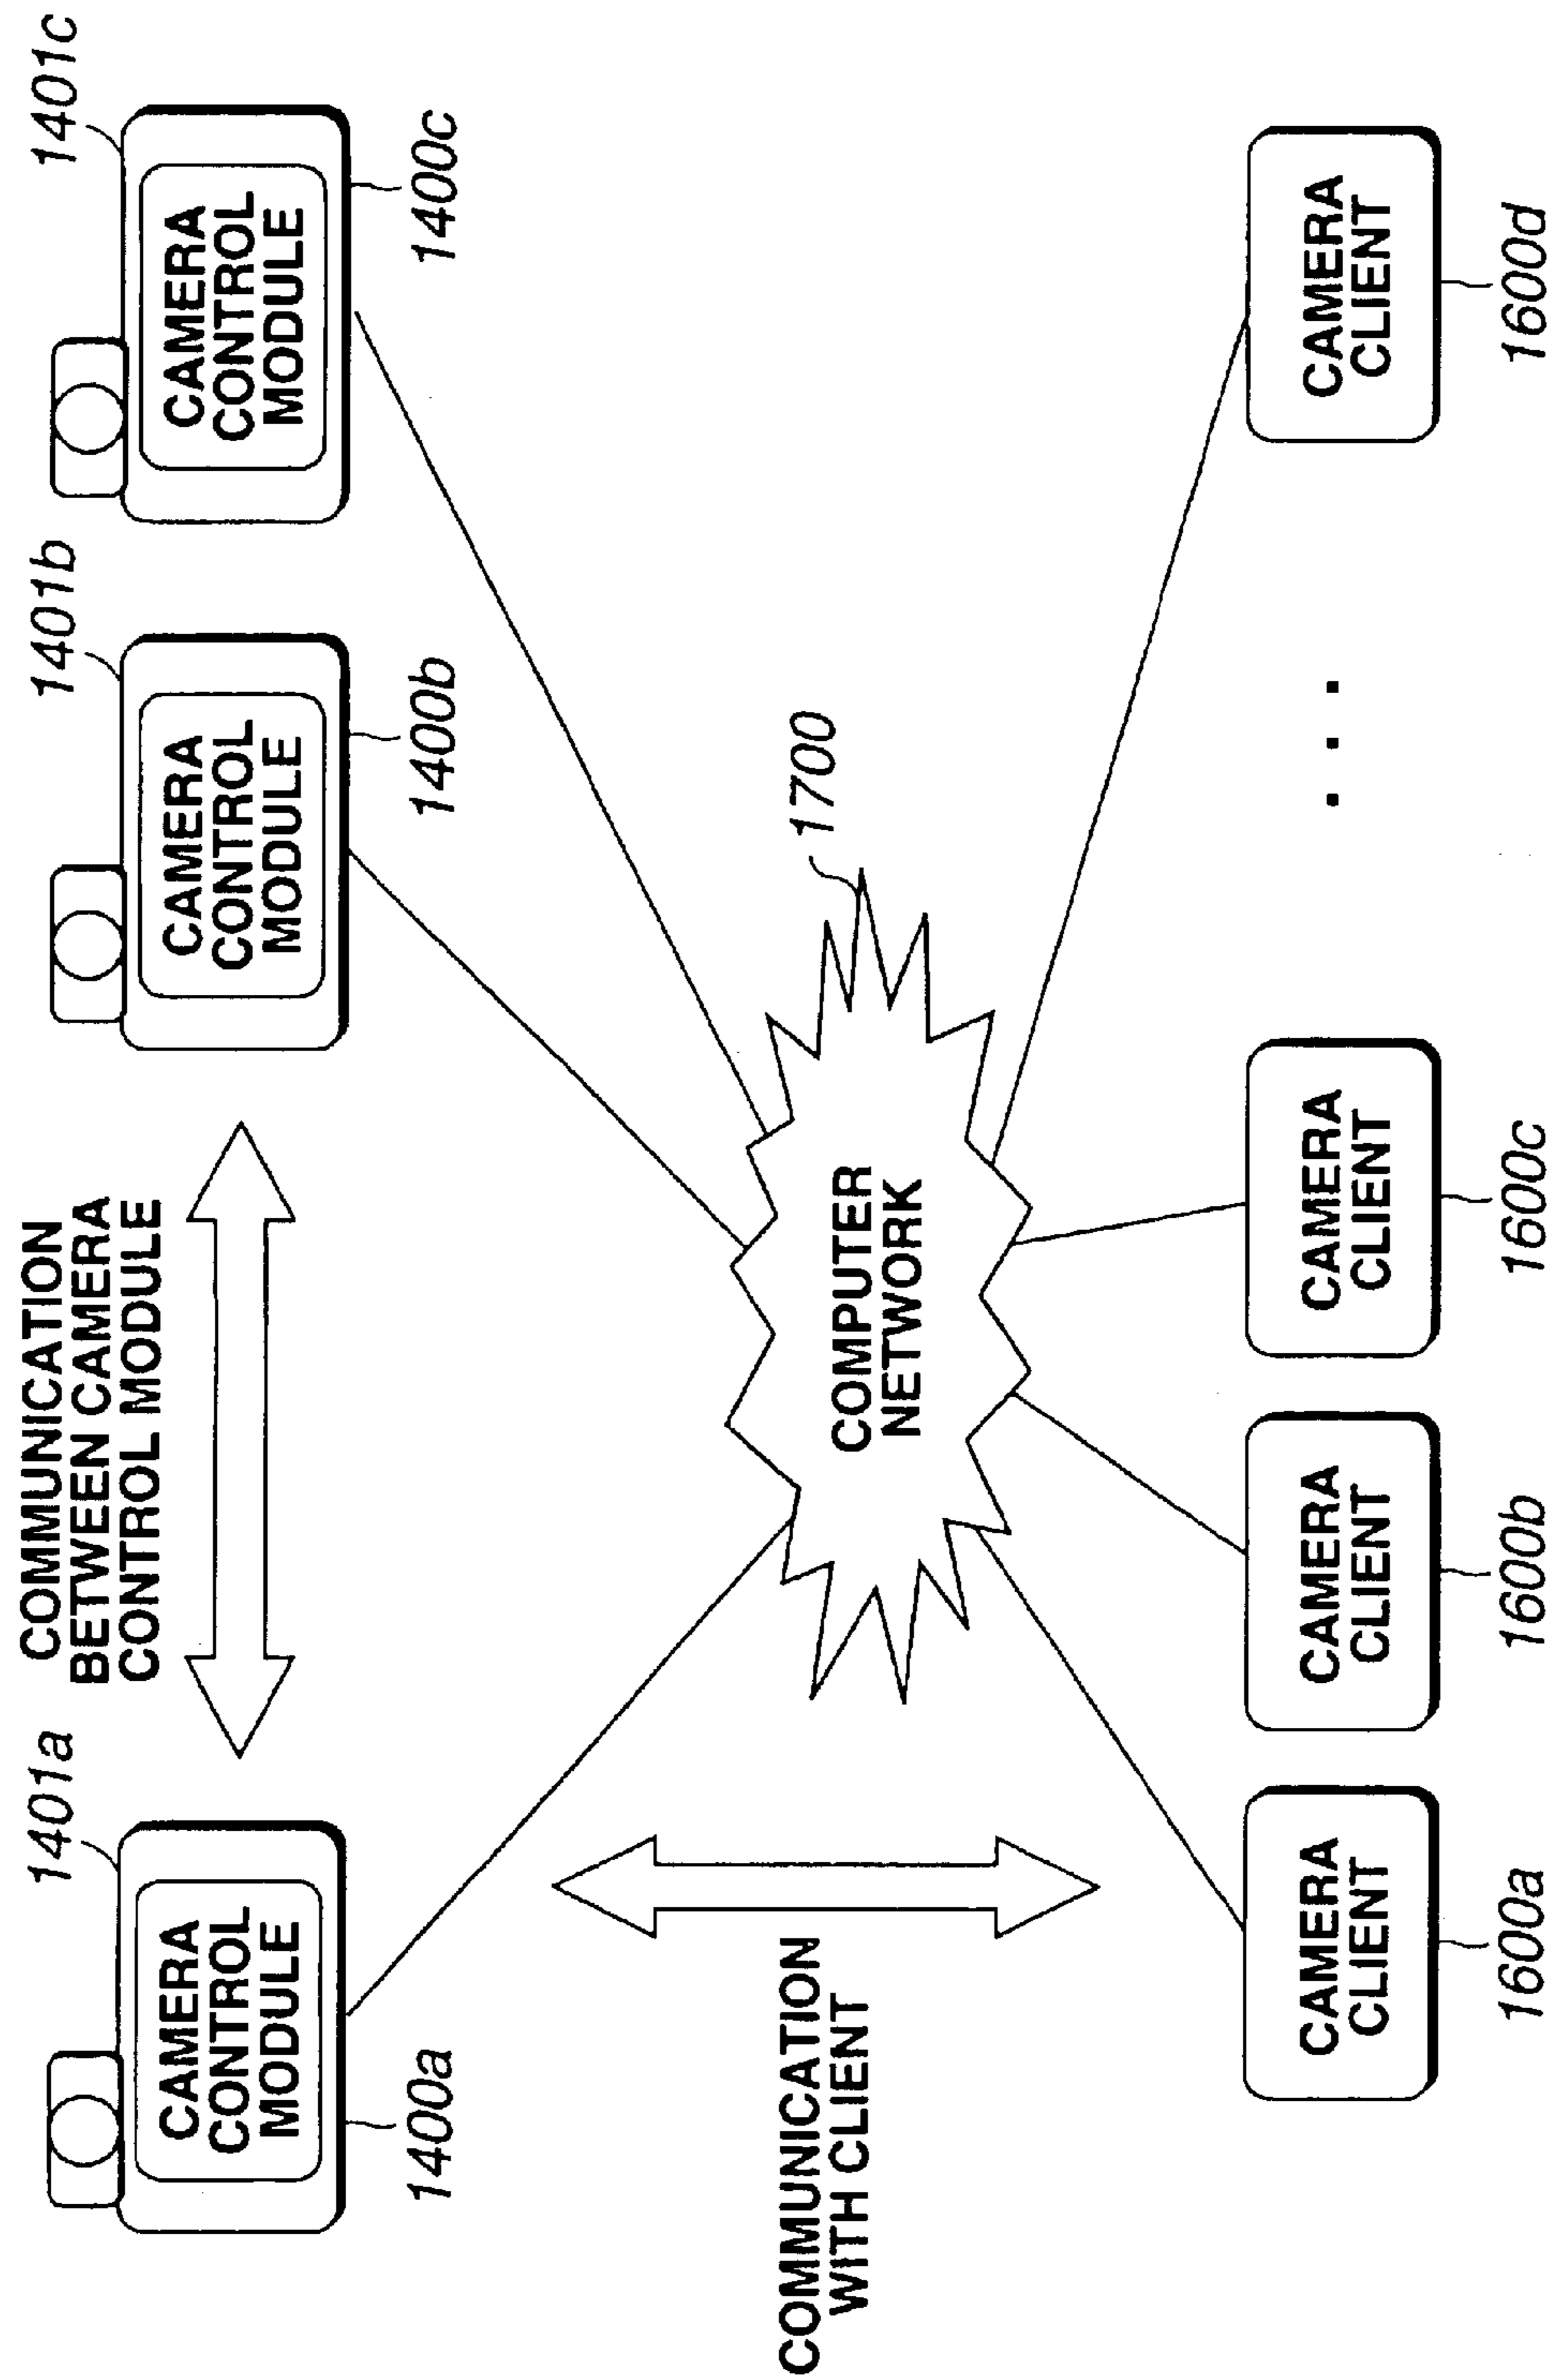 1401a
COMMUNICATION
BETWEEN CAMERA
CONTROL MODULE
1401b
1401c
CAMERA
CONTROL
MODULE
CAMERA
CONTROL
MODULE
CAMERA
CONTROL
MODULE
1400a
1400b
1400c
COMMUNICATION
WITH CLIENT
COMPUTER
NETWORK
1700
CAMERA
CLIENT
CAMERA
CLIENT
CAMERA
CLIENT
. . .
CAMERA
CLIENT
1600a
1600b
1600c
1600d